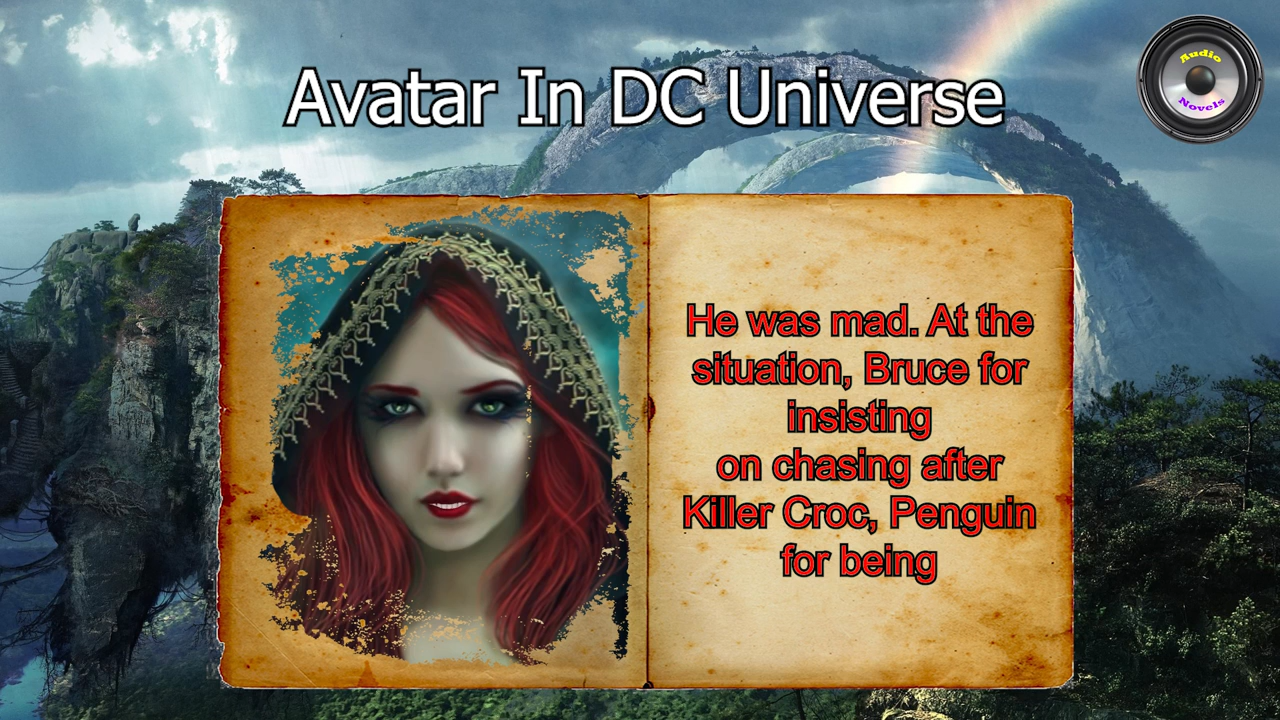 Avatar In DC Universe
Audio
Novels
He was mad. At the
situation, Bruce for
insisting
on chasing after
Killer Croc, Penguin
for being